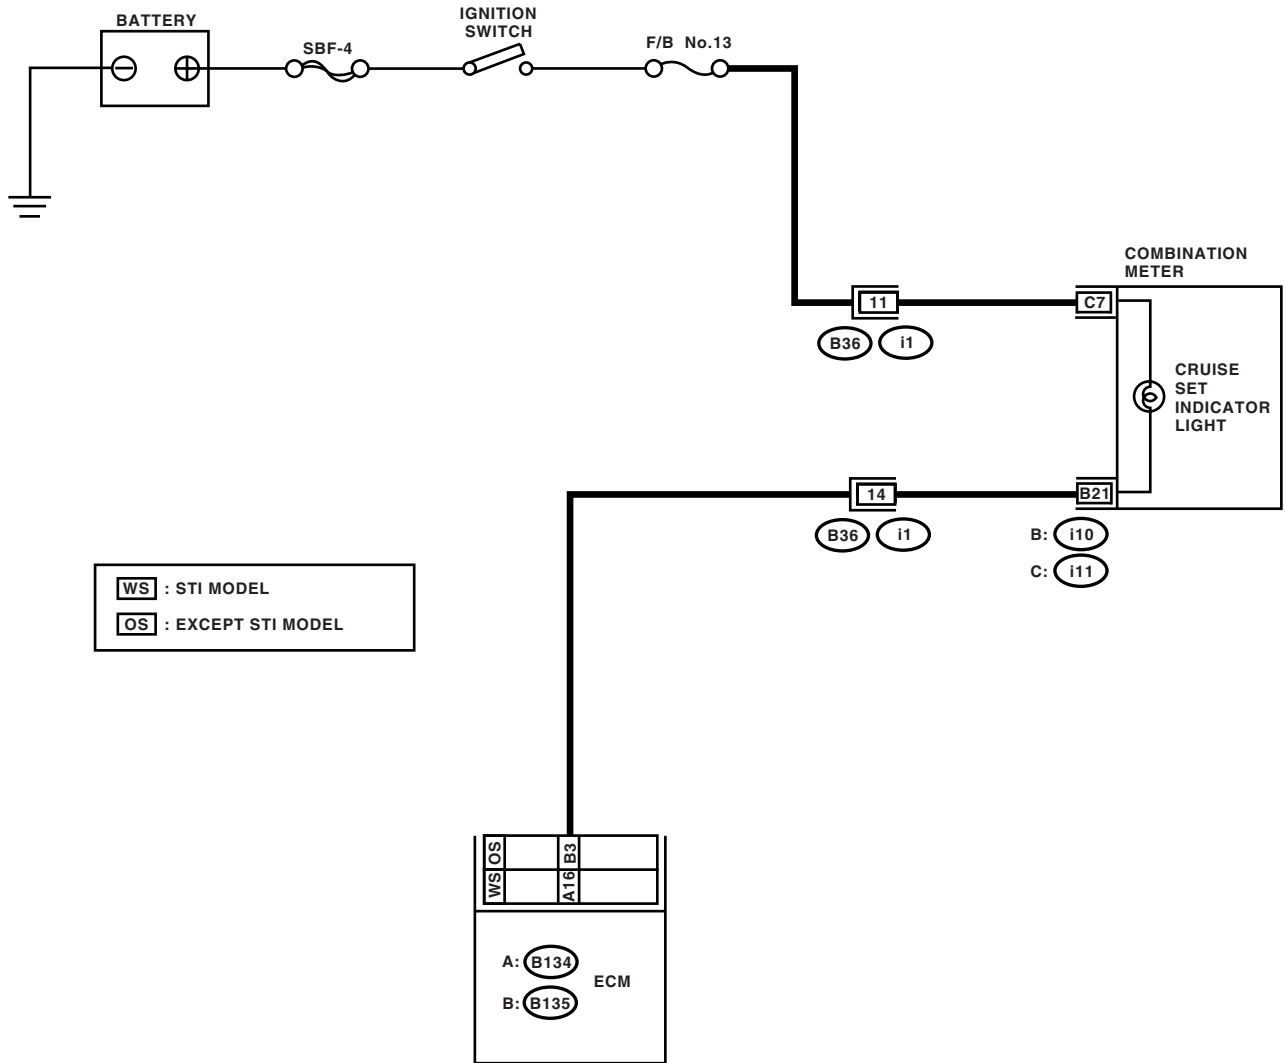 BATTERY
SBF-4
IGNITION
SWITCH
F/B No.13
COMBINATION
METER
11
C7
B36 i1
CRUISE
SET
INDICATOR
LIGHT
14
B21
B36 i1
B: i10
C: i11
WS : STI MODEL
OS : EXCEPT STI MODEL
OS B3
WS A16
A: B134
ECM
B: B135